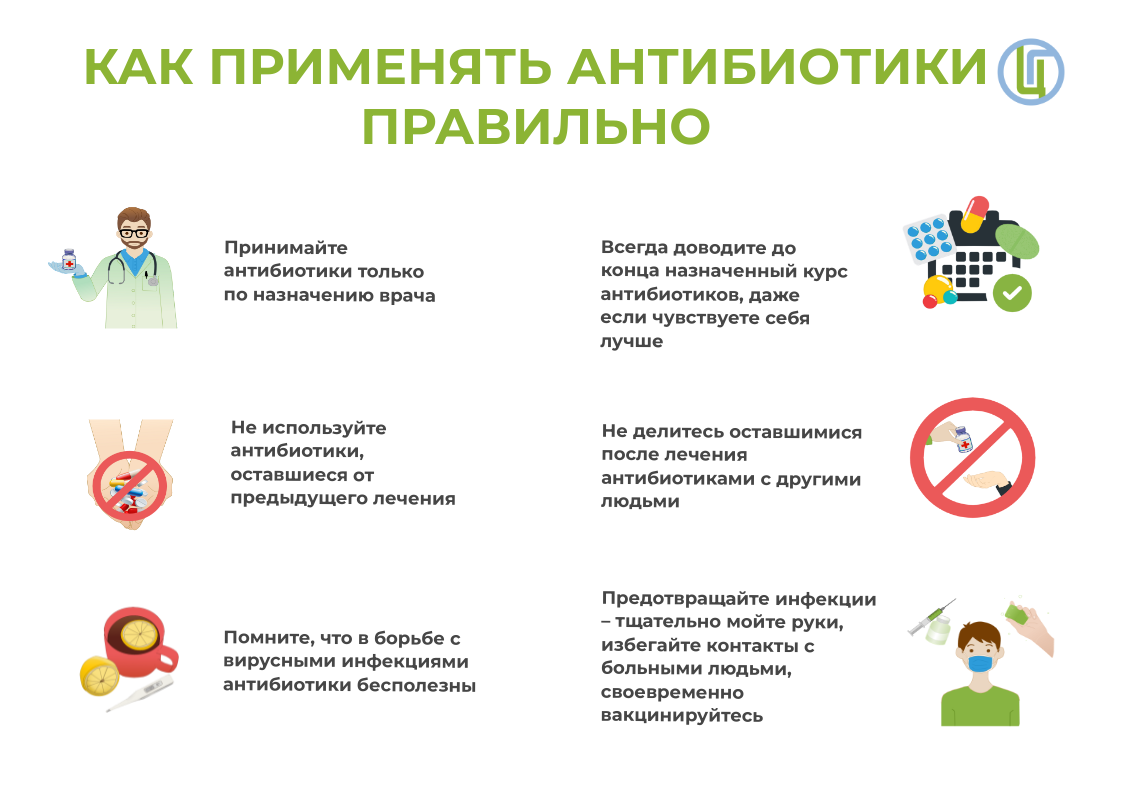 КАК ПРИМЕНЯТЬ АНТИБИОТИКИ
ПРАВИЛЬНО
Принимайте
антибиотики только
по назначению врача
Всегда доводите до
конца назначенный курс
антибиотиков, даже
если чувствуете себя
лучше
Не используйте
антибиотики,
оставшиеся от
предыдущего лечения
Не делитесь оставшимися
после лечения
антибиотиками с другими
людьми
Помните, что в борьбе с
вирусными инфекциями
антибиотики бесполезны
Предотвращайте инфекции
– тщательно мойте руки,
избегайте контакты с
больными людьми,
своевременно
вакцинируйтесь